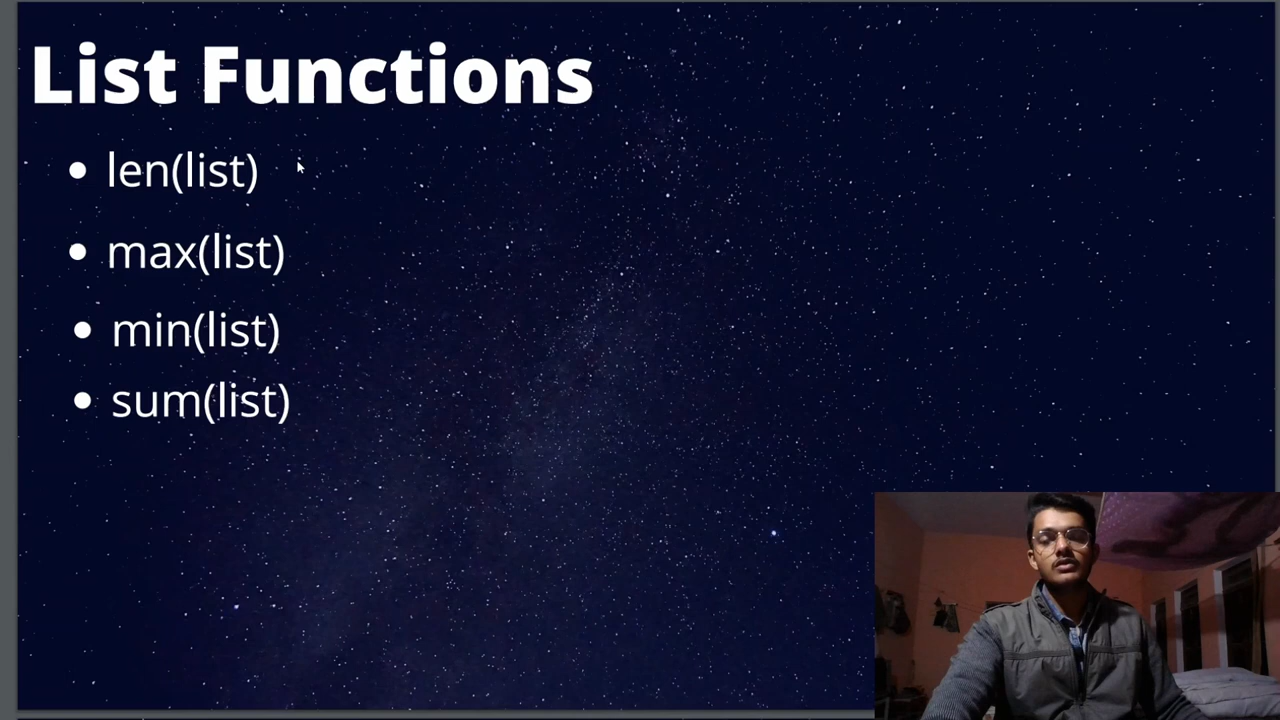 List Functions
• len(list)
• max(list)
• min(list)
• sum(list)